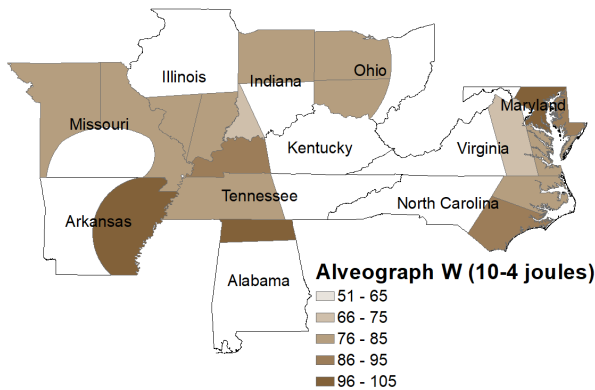 Illinois
Indiana
Ohio
Missouri
Maryland
Kentucky
Virginia
Tennessee
North Carolina
Arkansas
Alabama
Alveograph W (10-4 joules)
51 - 65
66 - 75
76 - 85
86 - 95
96 - 105